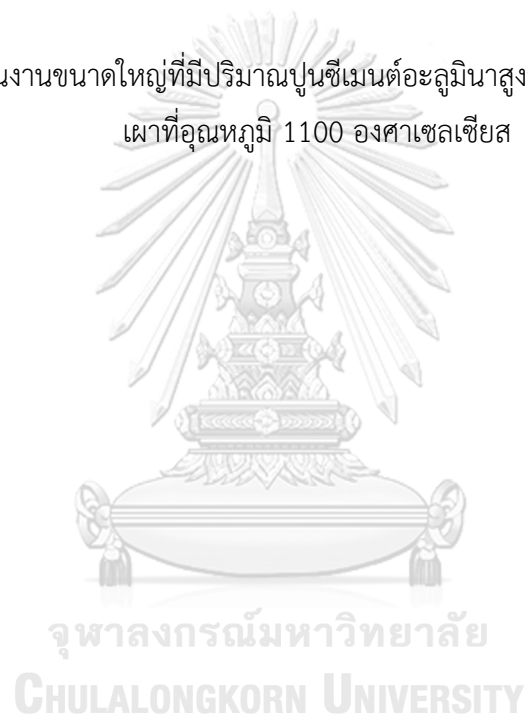 นงานขนาดใหญ่ที่มีปริมาณปูนซีเมนต์อะลูมินาสูง
เผาที่อุณหภูมิ 1100 องศาเซลเซียส
จุฬาลงกรณ์มหาวิทยาลัย
CHULALONGKORN UNIVERSITY